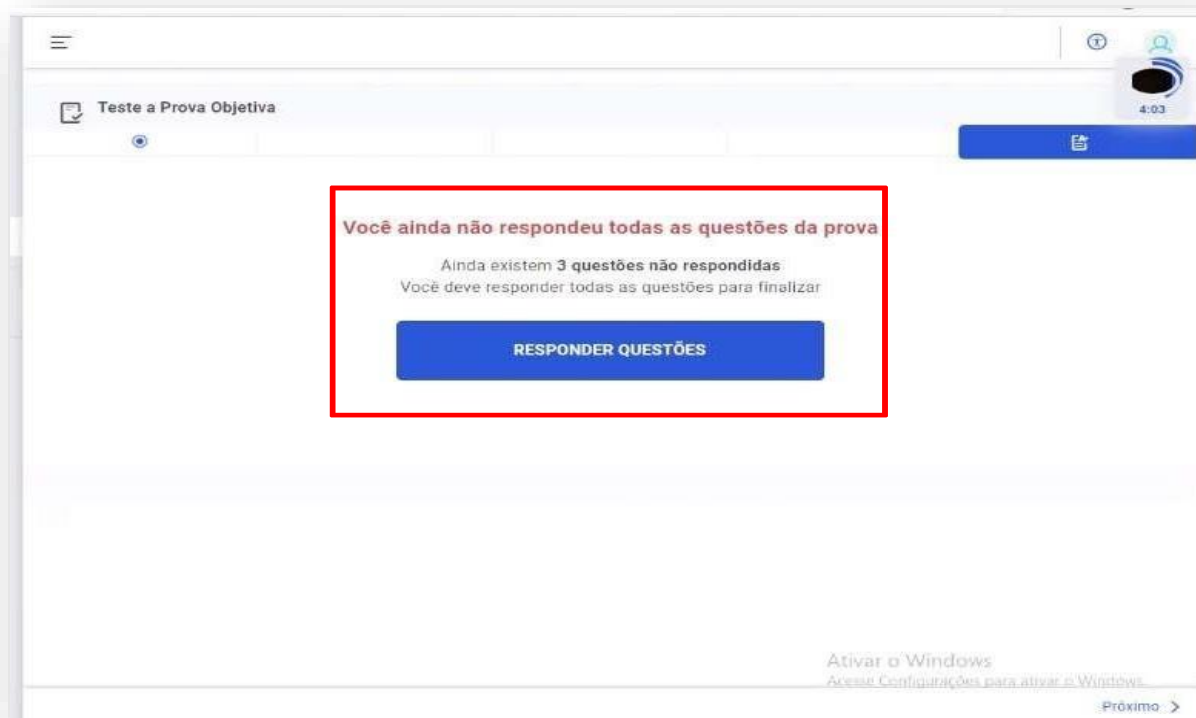 4:03
Teste a Prova Objetiva
Você ainda não respondeu todas as questões da prova
Ainda existem 3 questões não respondidas
Você deve responder todas as questões para finalizar
RESPONDER QUESTÕES
Ativar o Windows
Acesse Configurações para ativar o Windows.
Próximo